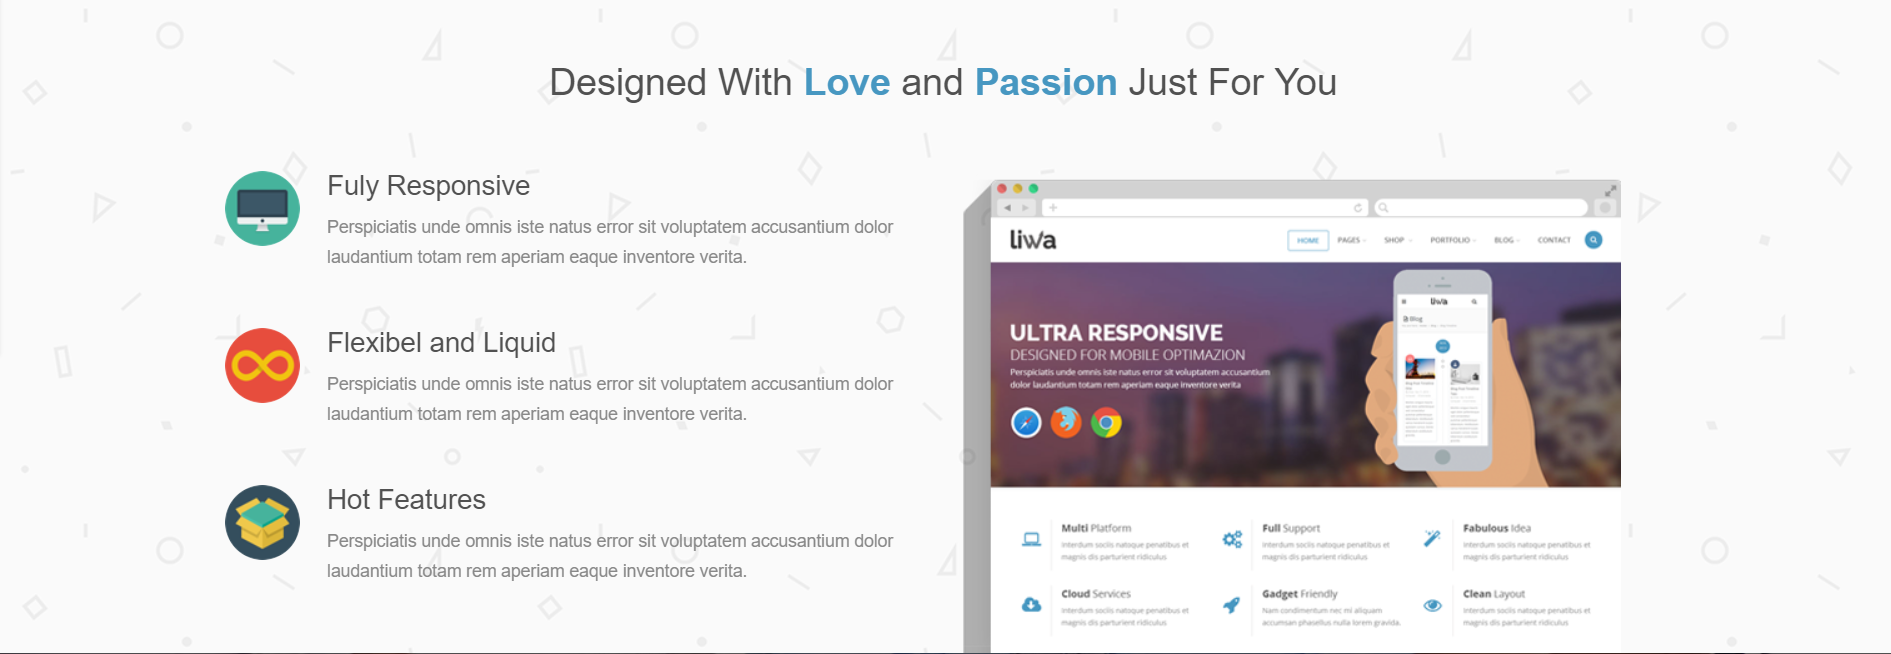 Designed With Love and Passion Just For You
Fuly Responsive
Perspiciatis unde omnis iste natus error sit voluptatem accusantium dolor
laudantium totam rem aperiam eaque inventore verita.
Flexibel and Liquid
Perspiciatis unde omnis iste natus error sit voluptatem accusantium dolor
laudantium totam rem aperiam eaque inventore verita.
Hot Features
Perspiciatis unde omnis iste natus error sit voluptatem accusantium dolor
laudantium totam rem aperiam eaque inventore verita.
liwa
HOME PAGES SHOP PORTFOLIO BLOG CONTACT
ULTRA RESPONSIVE
DESIGNED FOR MOBILE OPTIMAZION
Perspiciatis unde omnis iste natus error sit voluptatem accusantium
dolor laudantium totam rem aperiam eaque inventore veritatis
liwa
Blog
Multi Platform
Interdum sociis natoque penatibus et
magnis dis parturient ridiculus
Full Support
Interdum sociis natoque penatibus et
magnis dis parturient ridiculus
Fabulous Idea
Interdum sociis natoque penatibus et
magnis dis parturient ridiculus
Cloud Services
Interdum sociis natoque penatibus et
magnis dis parturient ridiculus
Gadget Friendly
Nam condimentum nec mi aliquam
accumsan phasellus nulla lorem gravida.
Clean Layout
Interdum sociis natoque penatibus et
magnis dis parturient ridiculus